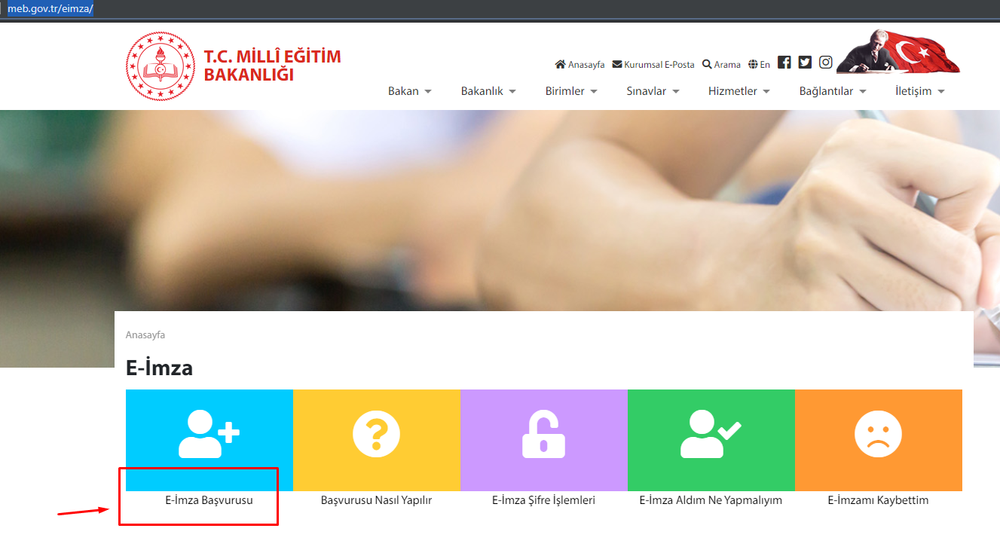 meb.gov.tr/eimza/
T.C. MİLLÎ EĞİTİM
BAKANLIĞI
Anasayfa Kurumsal E-Posta Arama En
Bakan Bakanlık Birimler Sınavlar Hizmetler Bağlantılar İletişim
Anasayfa
E-İmza
E-İmza Başvurusu Başvurusu Nasıl Yapılır E-İmza Şifre İşlemleri E-İmza Aldım Ne Yapmalıyım E-İmzamı Kaybettim